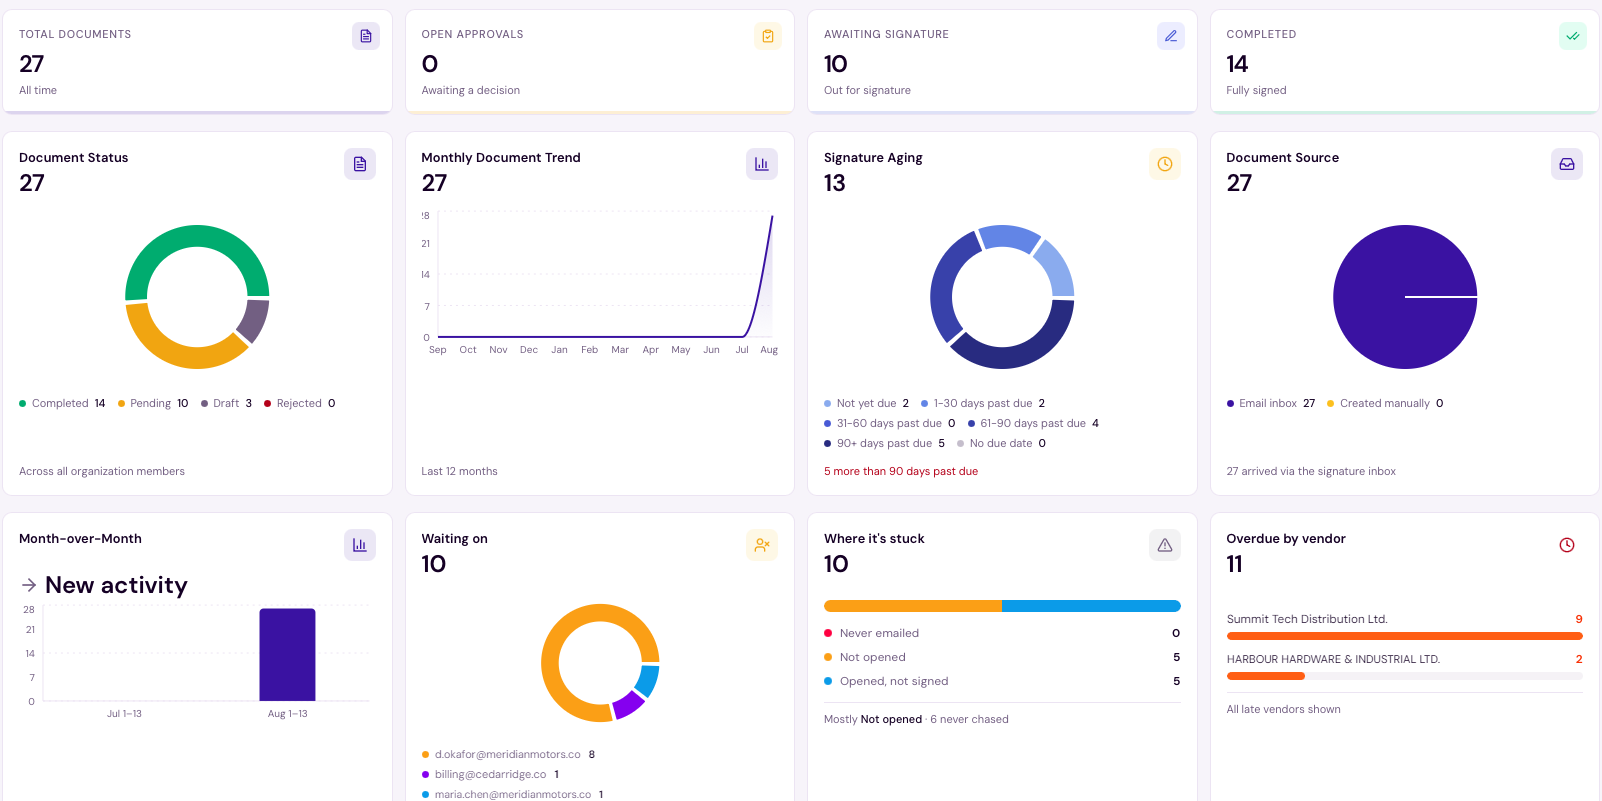 TOTAL DOCUMENTS
27
All time
OPEN APPROVALS
0
Awaiting a decision
AWAITING SIGNATURE
10
Out for signature
COMPLETED
14
Fully signed
Document Status
27
Completed 14 Pending 10 Draft 3 Rejected 0
Across all organization members
Monthly Document Trend
27
28
21
14
7
0
Sep Oct Nov Dec Jan Feb Mar Apr May Jun Jul Aug
Last 12 months
Signature Aging
13
Not yet due 2 1-30 days past due 2
31-60 days past due 0 61-90 days past due 4
90+ days past due 5 No due date 0
5 more than 90 days past due
Document Source
27
Email inbox 27 Created manually 0
27 arrived via the signature inbox
Month-over-Month
→ New activity
28
21
14
7
0
Jul 1–13 Aug 1–13
Waiting on
10
d.okafor@meridianmotors.co 8
billing@cedarridge.co 1
maria.chen@meridianmotors.co 1
Where it's stuck
10
Never emailed 0
Not opened 5
Opened, not signed 5
Mostly Not opened · 6 never chased
Overdue by vendor
11
Summit Tech Distribution Ltd. 9
HARBOUR HARDWARE & INDUSTRIAL LTD. 2
All late vendors shown